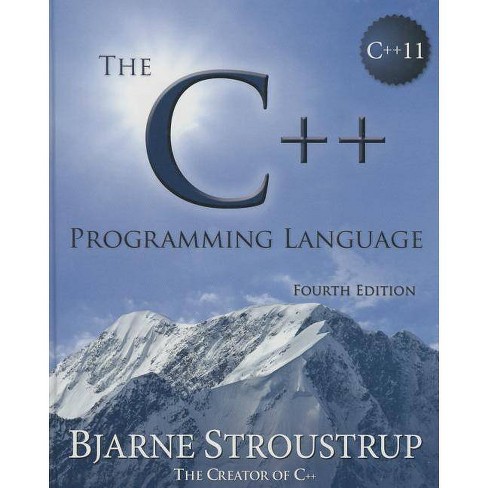 C++11
THE
C++
PROGRAMMING LANGUAGE
FOURTH EDITION
BJARNE STROUSTRUP
THE CREATOR OF C++